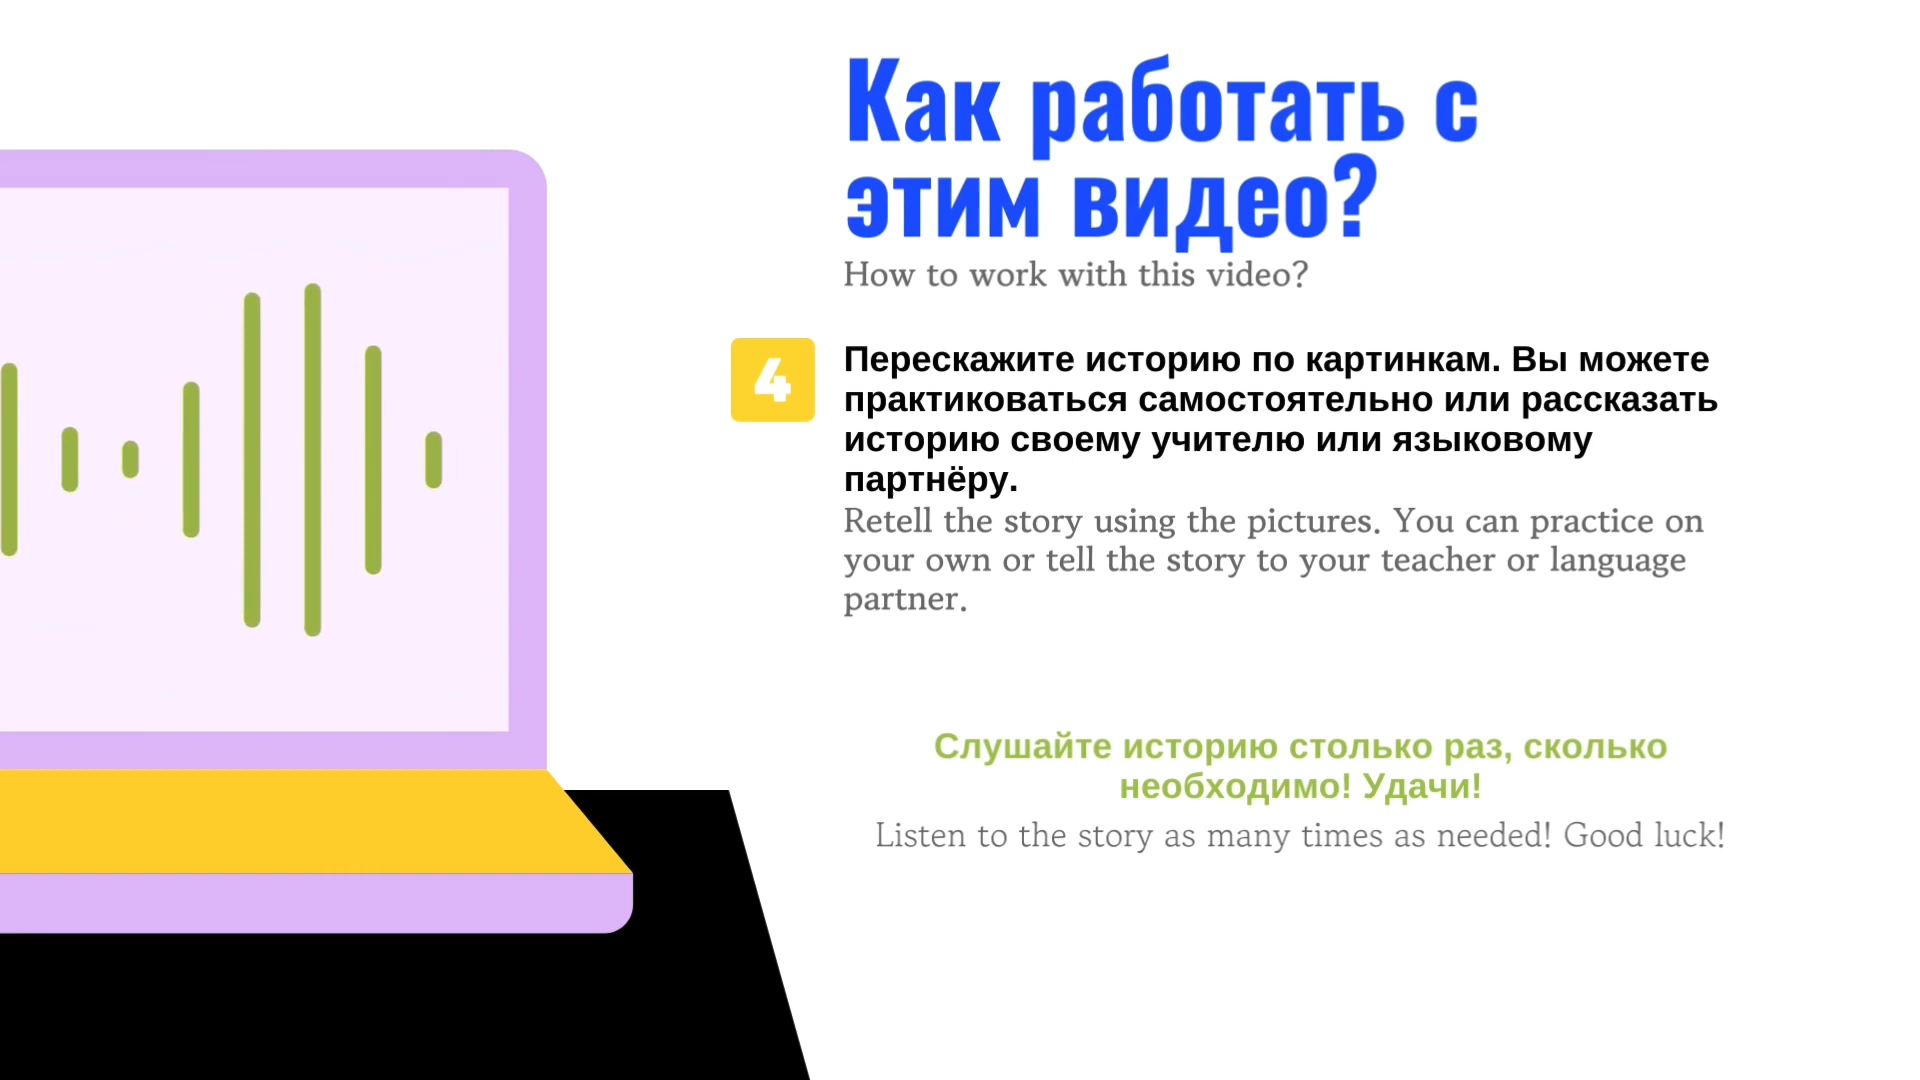 Как работать с
этим видео?
How to work with this video?
4
Перескажите историю по картинкам. Вы можете
практиковаться самостоятельно или рассказать
историю своему учителю или языковому
партнёру.
Retell the story using the pictures. You can practice on
your own or tell the story to your teacher or language
partner.
Слушайте историю столько раз, сколько
необходимо! Удачи!
Listen to the story as many times as needed! Good luck!